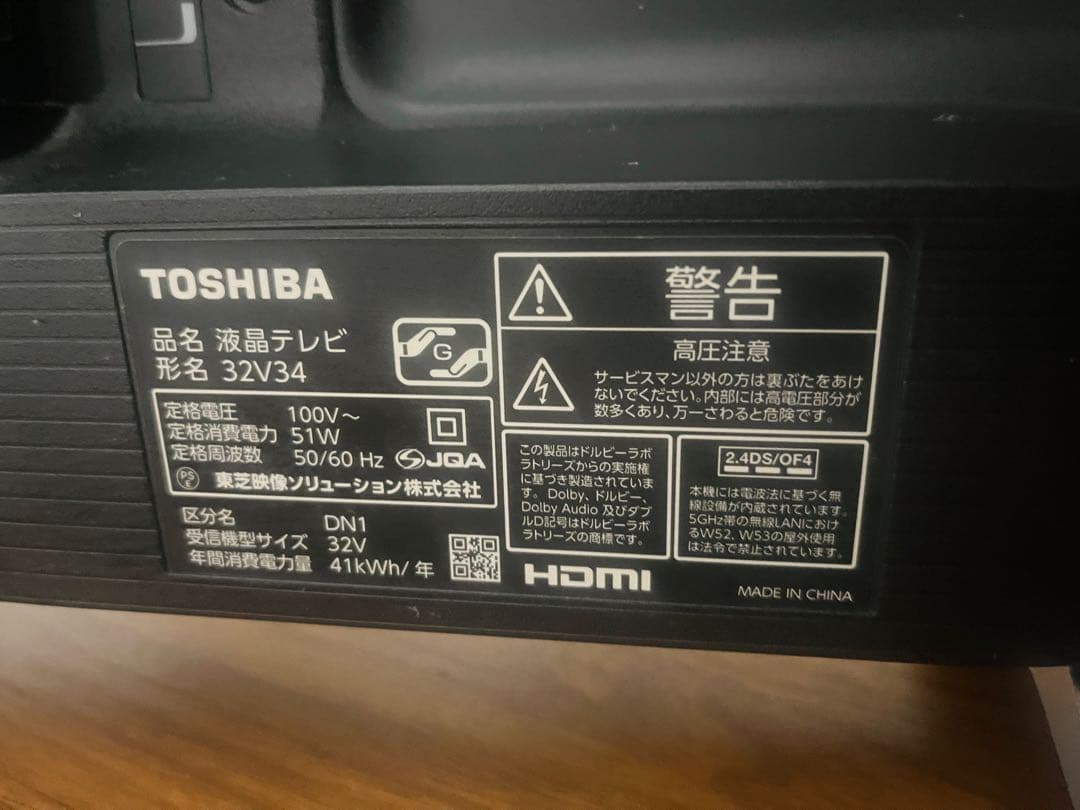 TOSHIBA
品名 液晶テレビ
形名 32V34
G
定格電圧 100V～
定格消費電力 51W
定格周波数 50/60 Hz JQA
PS
E
東芝映像ソリューション株式会社
区分名 DN1
受信機型サイズ 32V
年間消費電力量 41kWh/年
警告
高圧注意
サービスマン以外の方は裏ぶたをあけ
ないでください。内部には高電圧部分が
数多くあり、万一さわると危険です。
この製品はドルビーラボ
ラトリーズからの実施権
に基づき製造されていま
す。Dolby、ドルビー、
Dolby Audio 及びダブ
ルD記号はドルビーラボ
ラトリーズの商標です。
2.4DS/OF4
本機には電波法に基づく無
線設備が内蔵されています。
5GHz帯の無線LANにおけ
るW52、W53の屋外使用
は法令で禁止されています。
HDMI
MADE IN CHINA